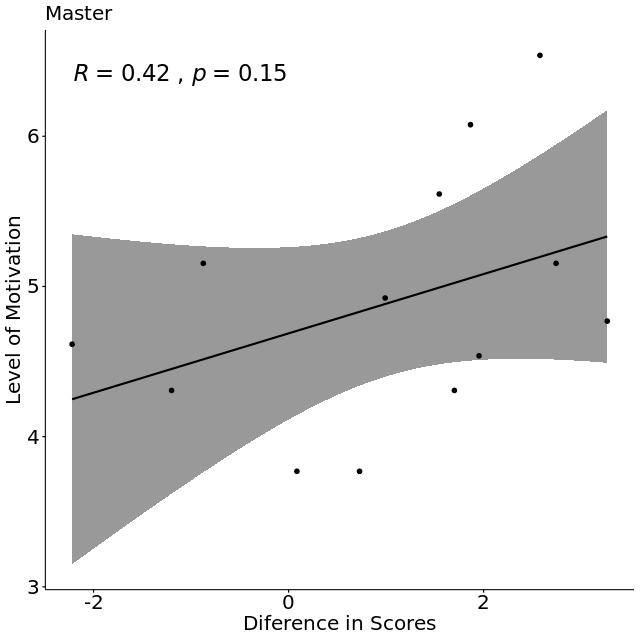 Master
R = 0.42 , p = 0.15
Level of Motivation
6
5
4
3
-2 0 2
Diference in Scores